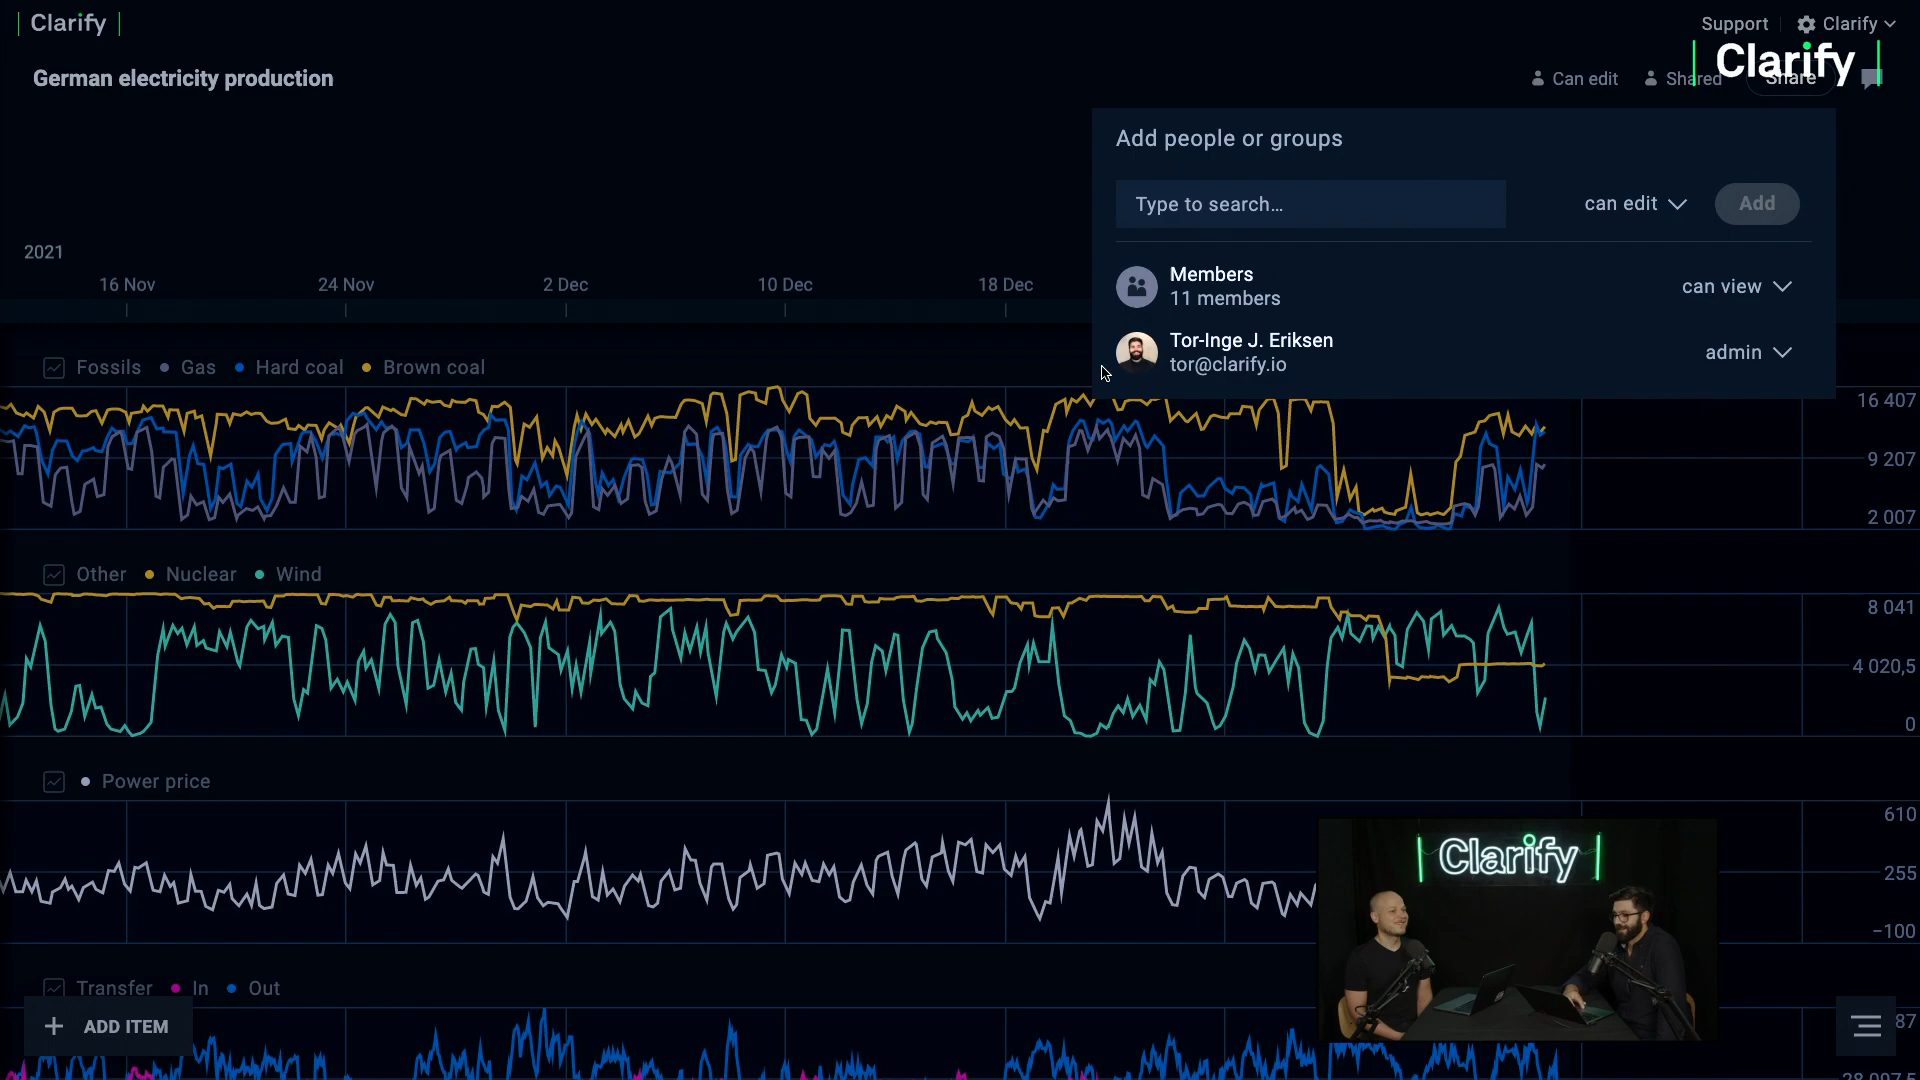 Clarify
Support
Clarify
Clarify
German electricity production
Can edit
Shared
Share
Add people or groups
Type to search...
can edit
Add
Members
11 members
can view
Tor-Inge J. Eriksen
tor@clarify.io
admin
2021
16 Nov
24 Nov
2 Dec
10 Dec
18 Dec
Fossils Gas Hard coal Brown coal
16 407
9 207
2 007
Other Nuclear Wind
8 041
4 020,5
0
Power price
610
255
−100
Clarify
Transfer In Out
ADD ITEM